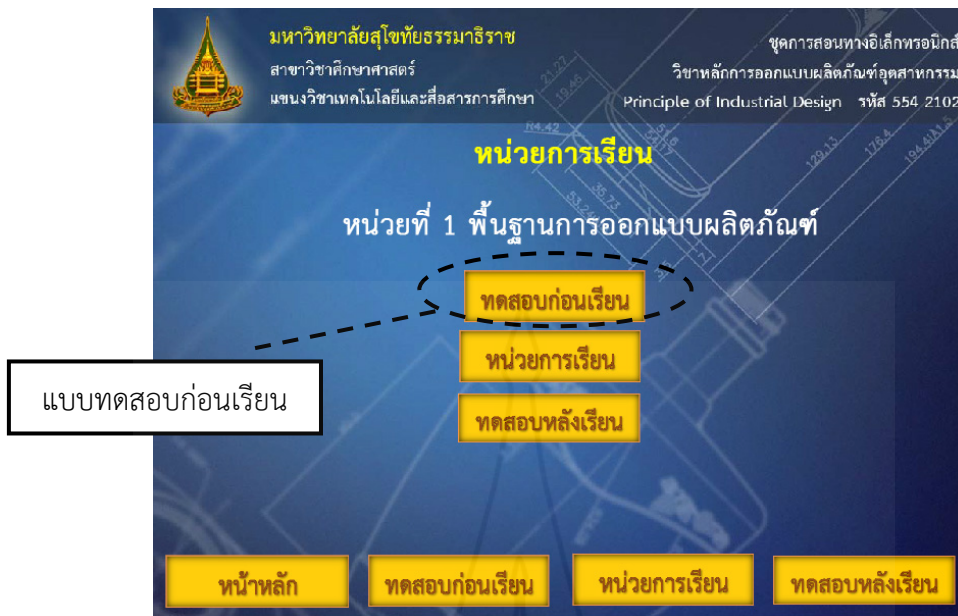 มหาวิทยาลัยสุโขทัยธรรมาธิราช
สาขาวิชาศึกษาศาสตร์
แขนงวิชาเทคโนโลยีและสื่อสารการศึกษา
ชุดการสอนทางอิเล็กทรอนิกส์
วิชาหลักการออกแบบผลิตภัณฑ์อุตสาหกรรม
Principle of Industrial Design รหัส 554 2102
หน่วยการเรียน
หน่วยที่ 1 พื้นฐานการออกแบบผลิตภัณฑ์
ทดสอบก่อนเรียน
หน่วยการเรียน
ทดสอบหลังเรียน
แบบทดสอบก่อนเรียน
หน้าหลัก ทดสอบก่อนเรียน หน่วยการเรียน ทดสอบหลังเรียน
21.27
19.46
R4.42
129.13
176.4
35.73